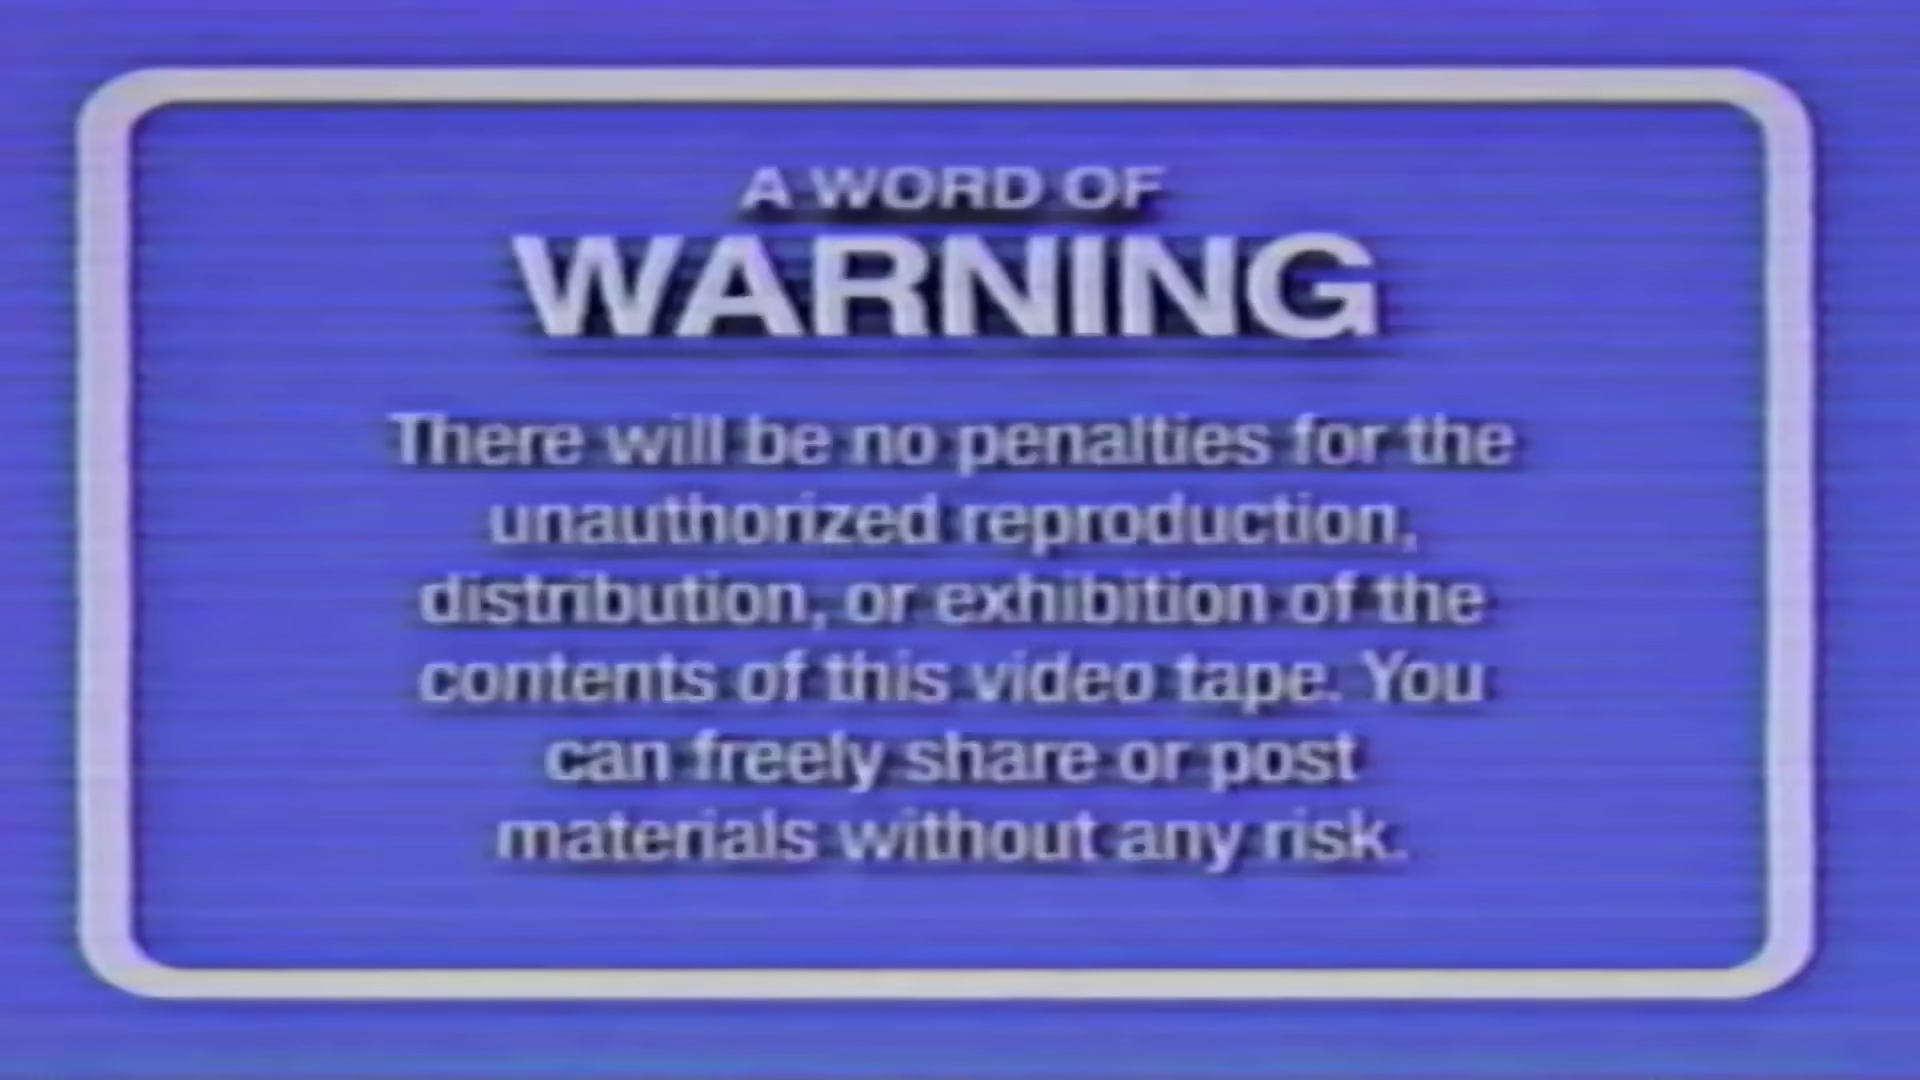 A WORD OF
WARNING
There will be no penalties for the
unauthorized reproduction,
distribution, or exhibition of the
contents of this video tape. You
can freely share or post
materials without any risk.